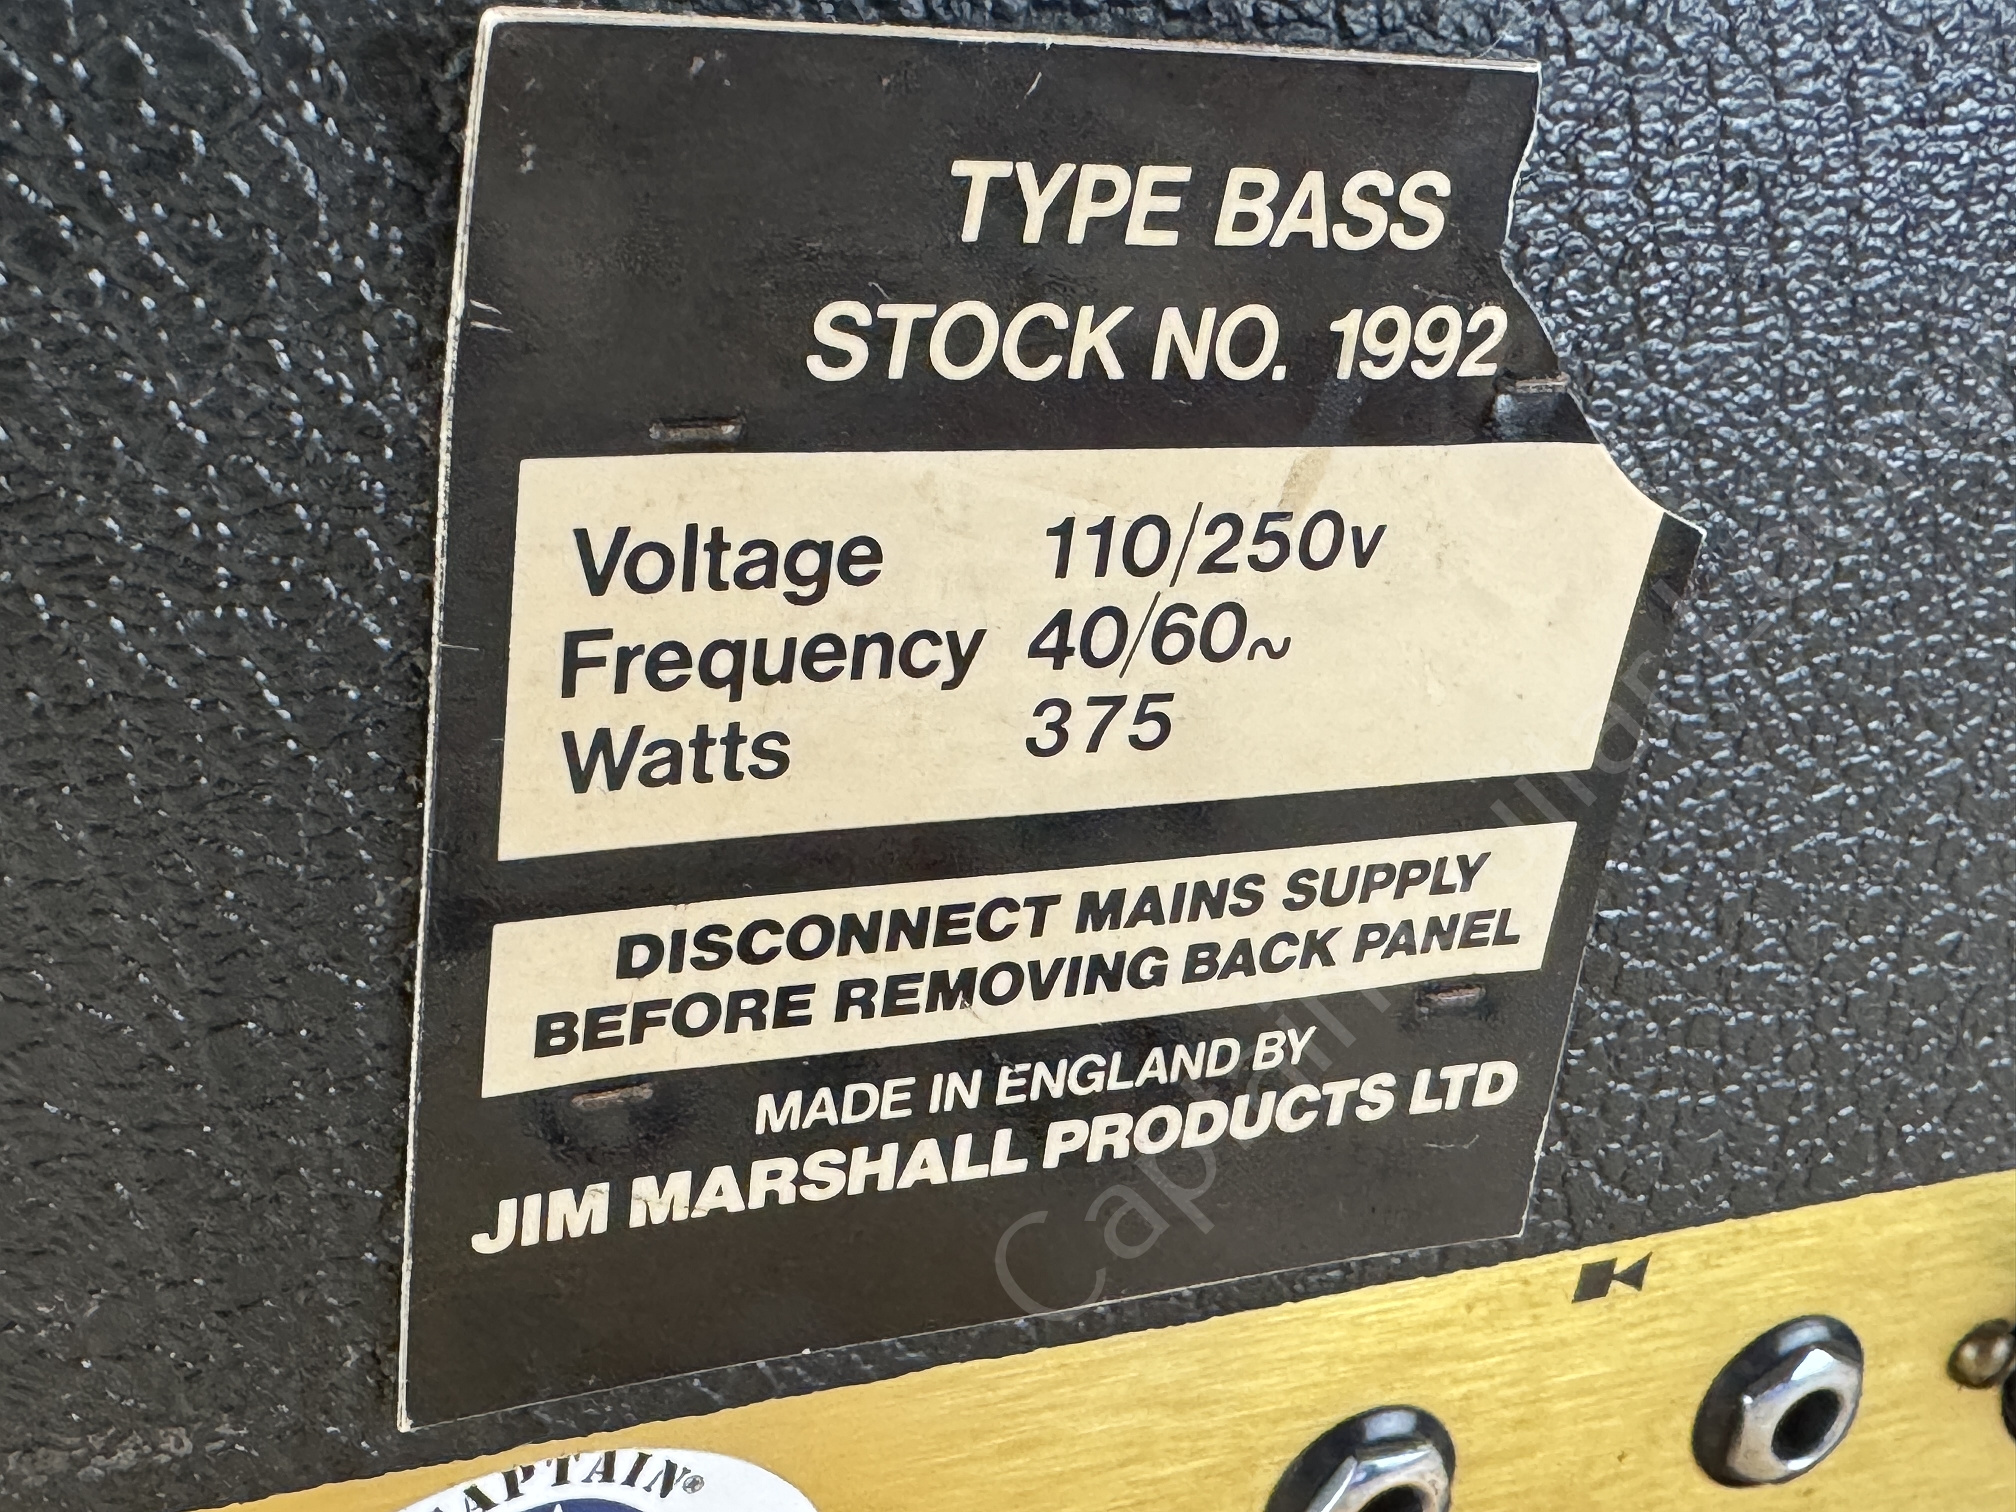 TYPE BASS
STOCK NO. 1992
Voltage 110/250v
Frequency 40/60~
Watts 375
DISCONNECT MAINS SUPPLY
BEFORE REMOVING BACK PANEL
MADE IN ENGLAND BY
JIM MARSHALL PRODUCTS LTD
CAPTAIN®